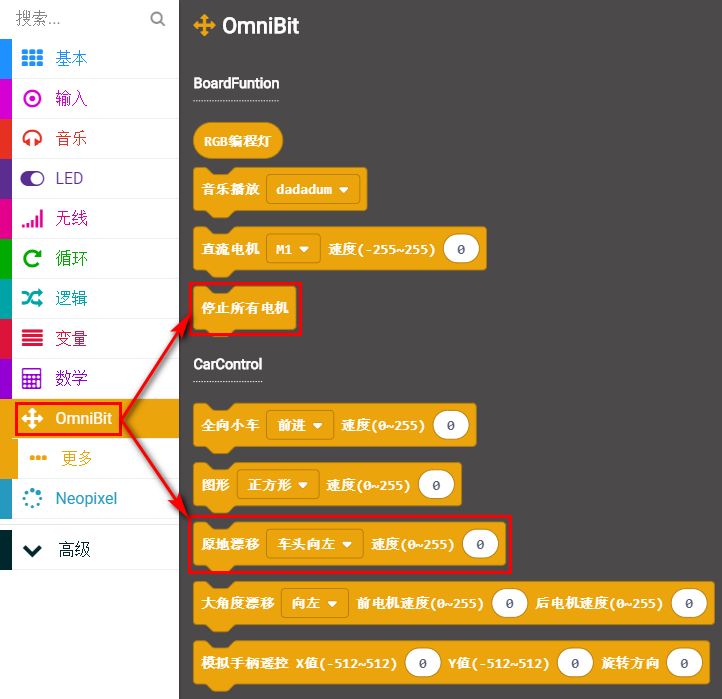 搜索...
基本
输入
音乐
LED
无线
循环
逻辑
变量
数学
OmniBit
更多
Neopixel
高级
OmniBit
BoardFuntion
RGB编程灯
音乐播放 dadadum
直流电机 M1 速度(-255~255) 0
停止所有电机
CarControl
全向小车 前进 速度(0~255) 0
图形 正方形 速度(0~255) 0
原地漂移 车头向左 速度(0~255) 0
大角度漂移 向左 前电机速度(0~255) 0 后电机速度(0~255) 0
模拟手柄遥控 X值(-512~512) 0 Y值(-512~512) 0 旋转方向 0